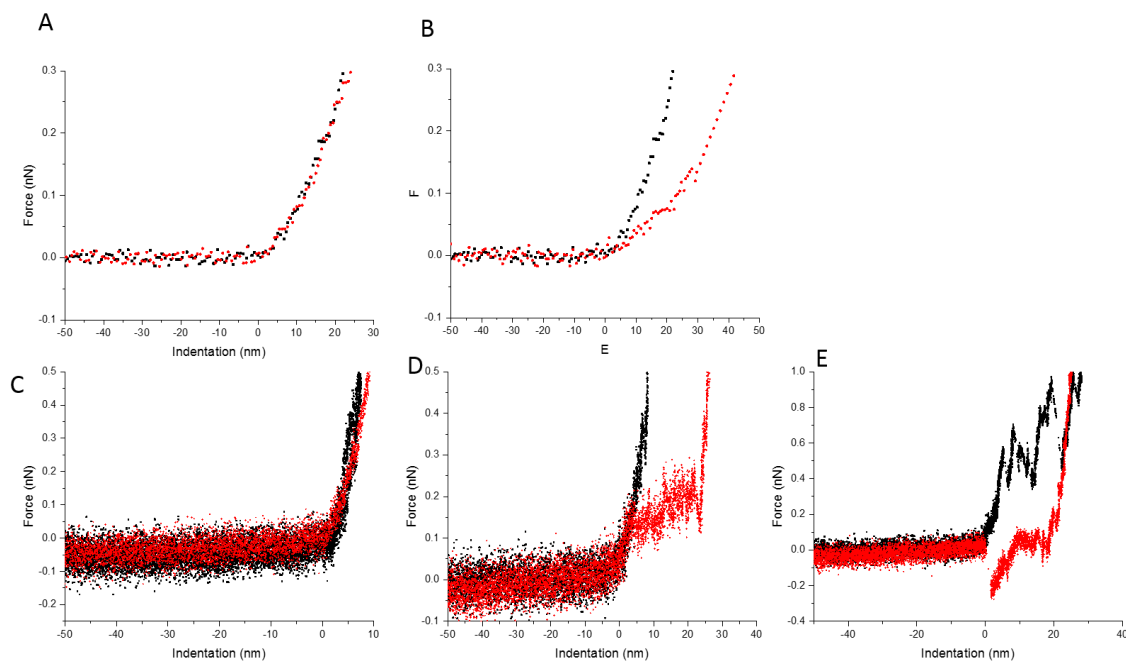 A
B
0.3
0.2
0.1
0.0
-0.1
Force (nN)
-50 -40 -30 -20 -10 0 10 20 30
Indentation (nm)
0.3
0.2
0.1
0.0
-0.1
F
-50 -40 -30 -20 -10 0 10 20 30 40 50
E
C
D
E
0.5
0.4
0.3
0.2
0.1
0.0
-0.1
-0.2
Force (nN)
-50 -40 -30 -20 -10 0 10
Indentation (nm)
0.5
0.4
0.3
0.2
0.1
0.0
-0.1
Force (nN)
-50 -40 -30 -20 -10 0 10 20 30 40
Indentation (nm)
1.0
0.8
0.6
0.4
0.2
0.0
-0.2
-0.4
Force (nN)
-40 -20 0 20 40
Indentation (nm)